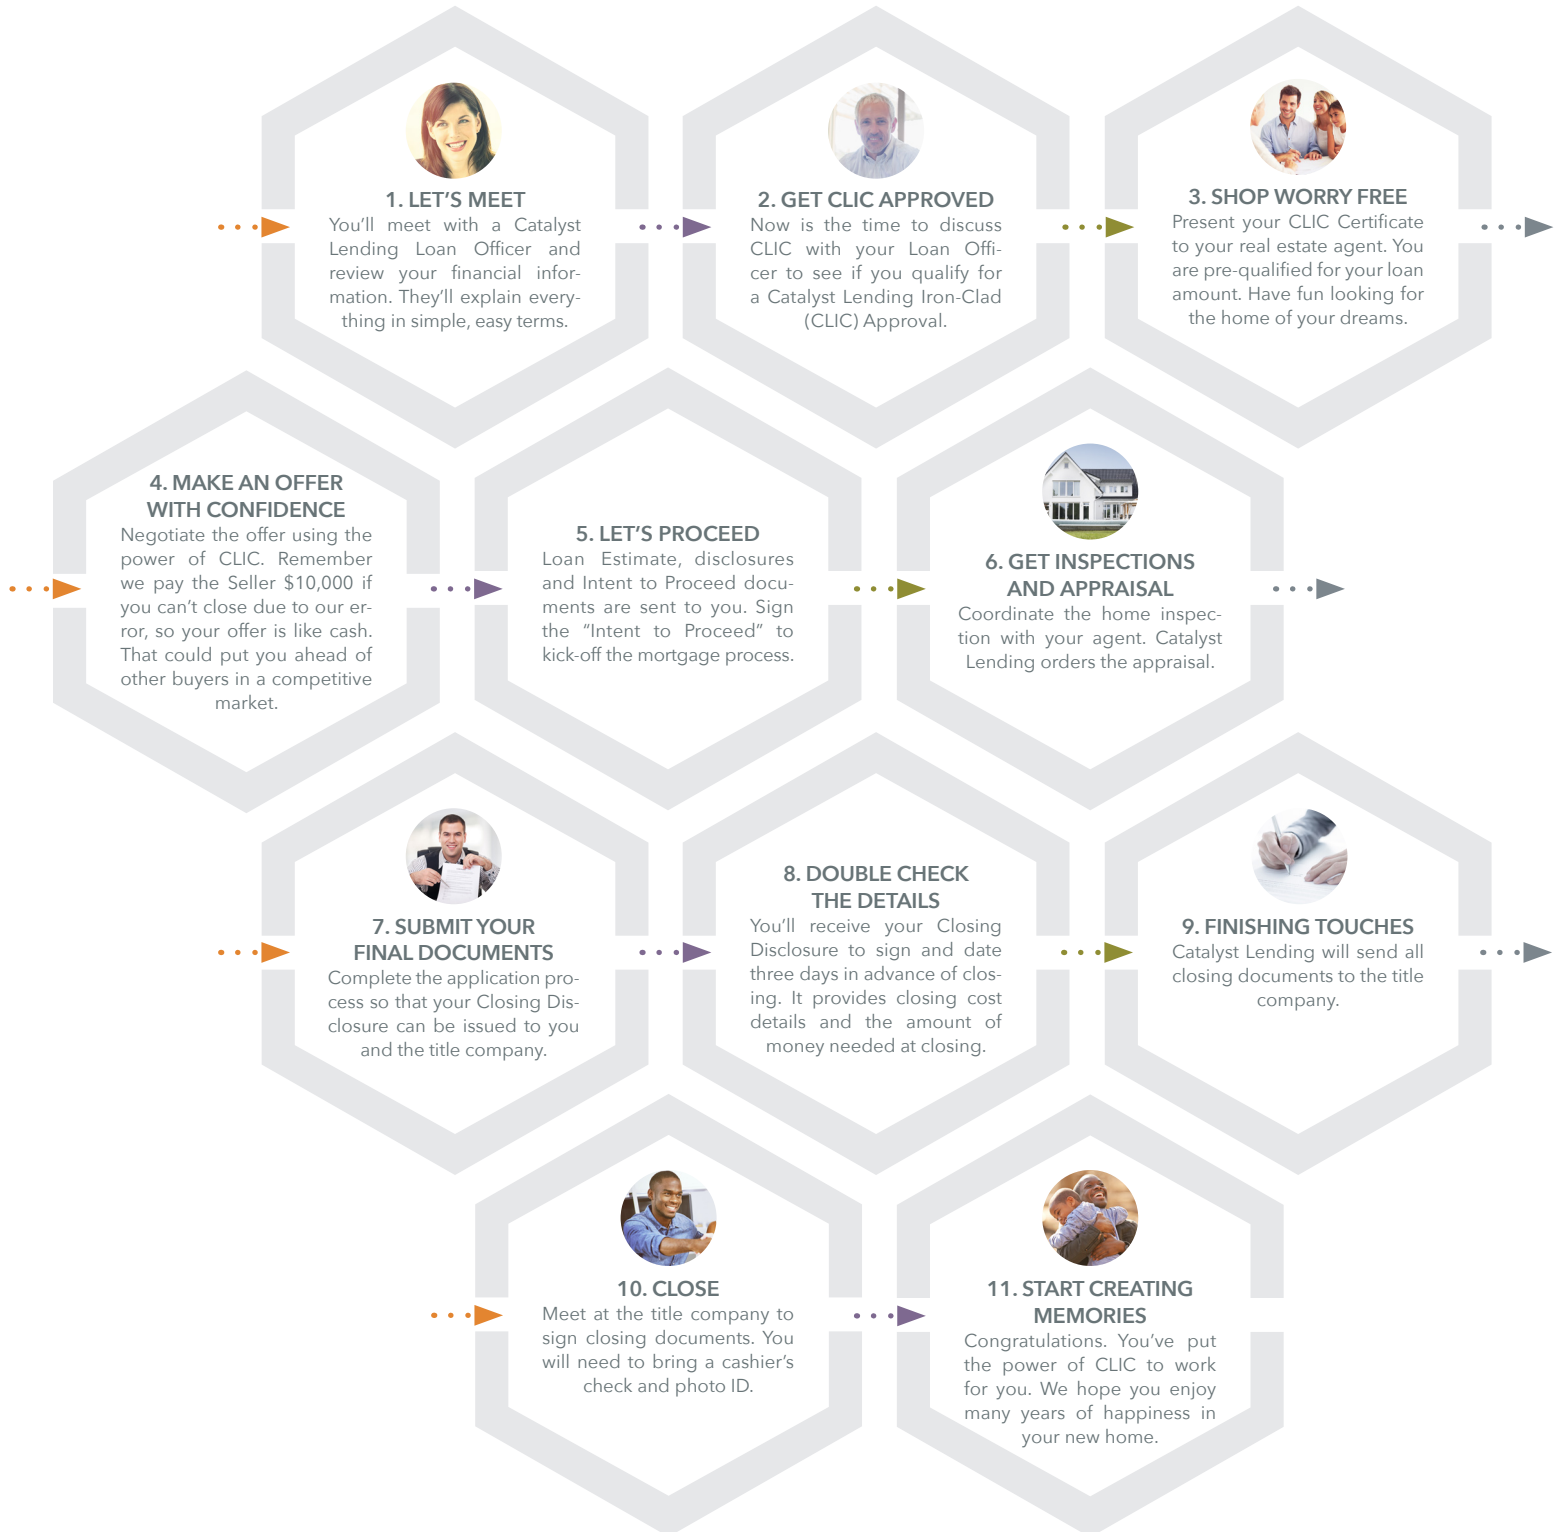 1. LET'S MEET
You'll meet with a Catalyst
Lending Loan Officer and
review your financial infor-
mation. They'll explain every-
thing in simple, easy terms.
2. GET CLIC APPROVED
Now is the time to discuss
CLIC with your Loan Offi-
cer to see if you qualify for
a Catalyst Lending Iron-Clad
(CLIC) Approval.
3. SHOP WORRY FREE
Present your CLIC Certificate
to your real estate agent. You
are pre-qualified for your loan
amount. Have fun looking for
the home of your dreams.
4. MAKE AN OFFER
WITH CONFIDENCE
Negotiate the offer using the
power of CLIC. Remember
we pay the Seller $10,000 if
you can't close due to our er-
ror, so your offer is like cash.
That could put you ahead of
other buyers in a competitive
market.
5. LET'S PROCEED
Loan Estimate, disclosures
and Intent to Proceed docu-
ments are sent to you. Sign
the “Intent to Proceed” to
kick-off the mortgage process.
6. GET INSPECTIONS
AND APPRAISAL
Coordinate the home inspec-
tion with your agent. Catalyst
Lending orders the appraisal.
7. SUBMIT YOUR
FINAL DOCUMENTS
Complete the application pro-
cess so that your Closing Dis-
closure can be issued to you
and the title company.
8. DOUBLE CHECK
THE DETAILS
You'll receive your Closing
Disclosure to sign and date
three days in advance of clos-
ing. It provides closing cost
details and the amount of
money needed at closing.
9. FINISHING TOUCHES
Catalyst Lending will send all
closing documents to the title
company.
10. CLOSE
Meet at the title company to
sign closing documents. You
will need to bring a cashier's
check and photo ID.
11. START CREATING
MEMORIES
Congratulations. You've put
the power of CLIC to work
for you. We hope you enjoy
many years of happiness in
your new home.